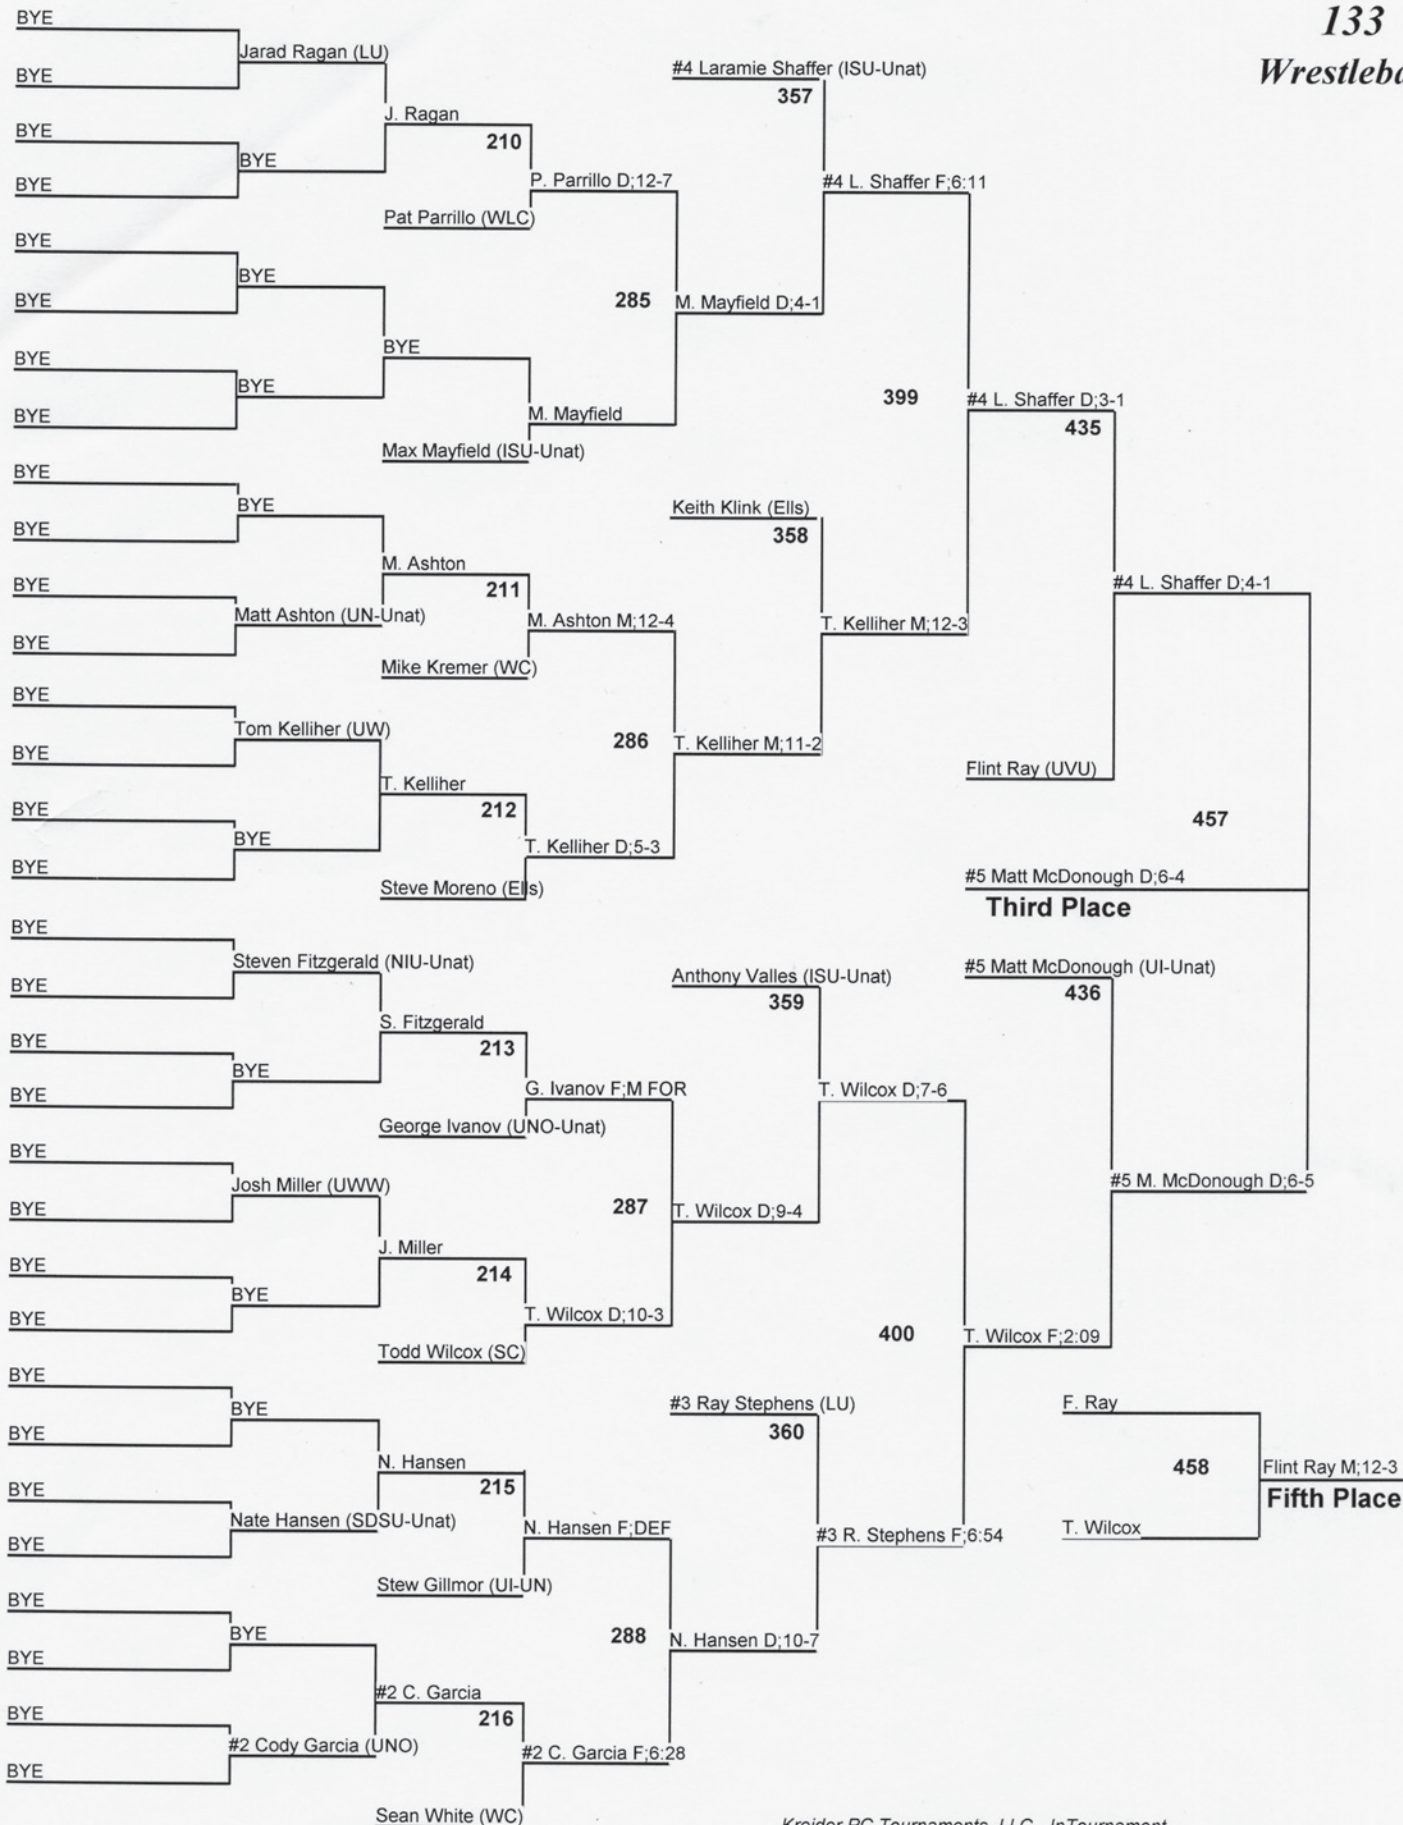 133
Wrestleba
BYE
Jarad Ragan (LU)
BYE
#4 Laramie Shaffer (ISU-Unat)
357
J. Ragan
BYE
210
BYE
P. Parrillo D;12-7
#4 L. Shaffer F;6:11
BYE
Pat Parrillo (WLC)
BYE
BYE
BYE
285
M. Mayfield D;4-1
BYE
BYE
BYE
399
#4 L. Shaffer D;3-1
BYE
M. Mayfield
435
Max Mayfield (ISU-Unat)
BYE
BYE
Keith Klink (Ells)
BYE
358
M. Ashton
BYE
211
#4 L. Shaffer D;4-1
Matt Ashton (UN-Unat)
M. Ashton M;12-4
T. Kelliher M;12-3
BYE
Mike Kremer (WC)
BYE
Tom Kelliher (UW)
BYE
286
T. Kelliher M;11-2
T. Kelliher
Flint Ray (UVU)
BYE
212
457
BYE
T. Kelliher D;5-3
BYE
Steve Moreno (Ells)
#5 Matt McDonough D;6-4
Third Place
BYE
Steven Fitzgerald (NIU-Unat)
BYE
Anthony Valles (ISU-Unat)
#5 Matt McDonough (UI-Unat)
359
436
S. Fitzgerald
BYE
213
BYE
G. Ivanov F;M FOR
T. Wilcox D;7-6
BYE
George Ivanov (UNO-Unat)
BYE
Josh Miller (UWW)
#5 M. McDonough D;6-5
BYE
287
T. Wilcox D;9-4
J. Miller
BYE
214
BYE
T. Wilcox D;10-3
BYE
400
T. Wilcox F;2:09
Todd Wilcox (SC)
BYE
BYE
#3 Ray Stephens (LU)
F. Ray
BYE
360
N. Hansen
458
Flint Ray M;12-3
BYE
215
Fifth Place
Nate Hansen (SDSU-Unat)
N. Hansen F;DEF
#3 R. Stephens F;6:54
T. Wilcox
BYE
Stew Gillmor (UI-UN)
BYE
BYE
288
N. Hansen D;10-7
BYE
#2 C. Garcia
BYE
216
#2 Cody Garcia (UNO)
#2 C. Garcia F;6:28
BYE
Sean White (WC)
Kreider PC Tournaments, LLC - InTournament